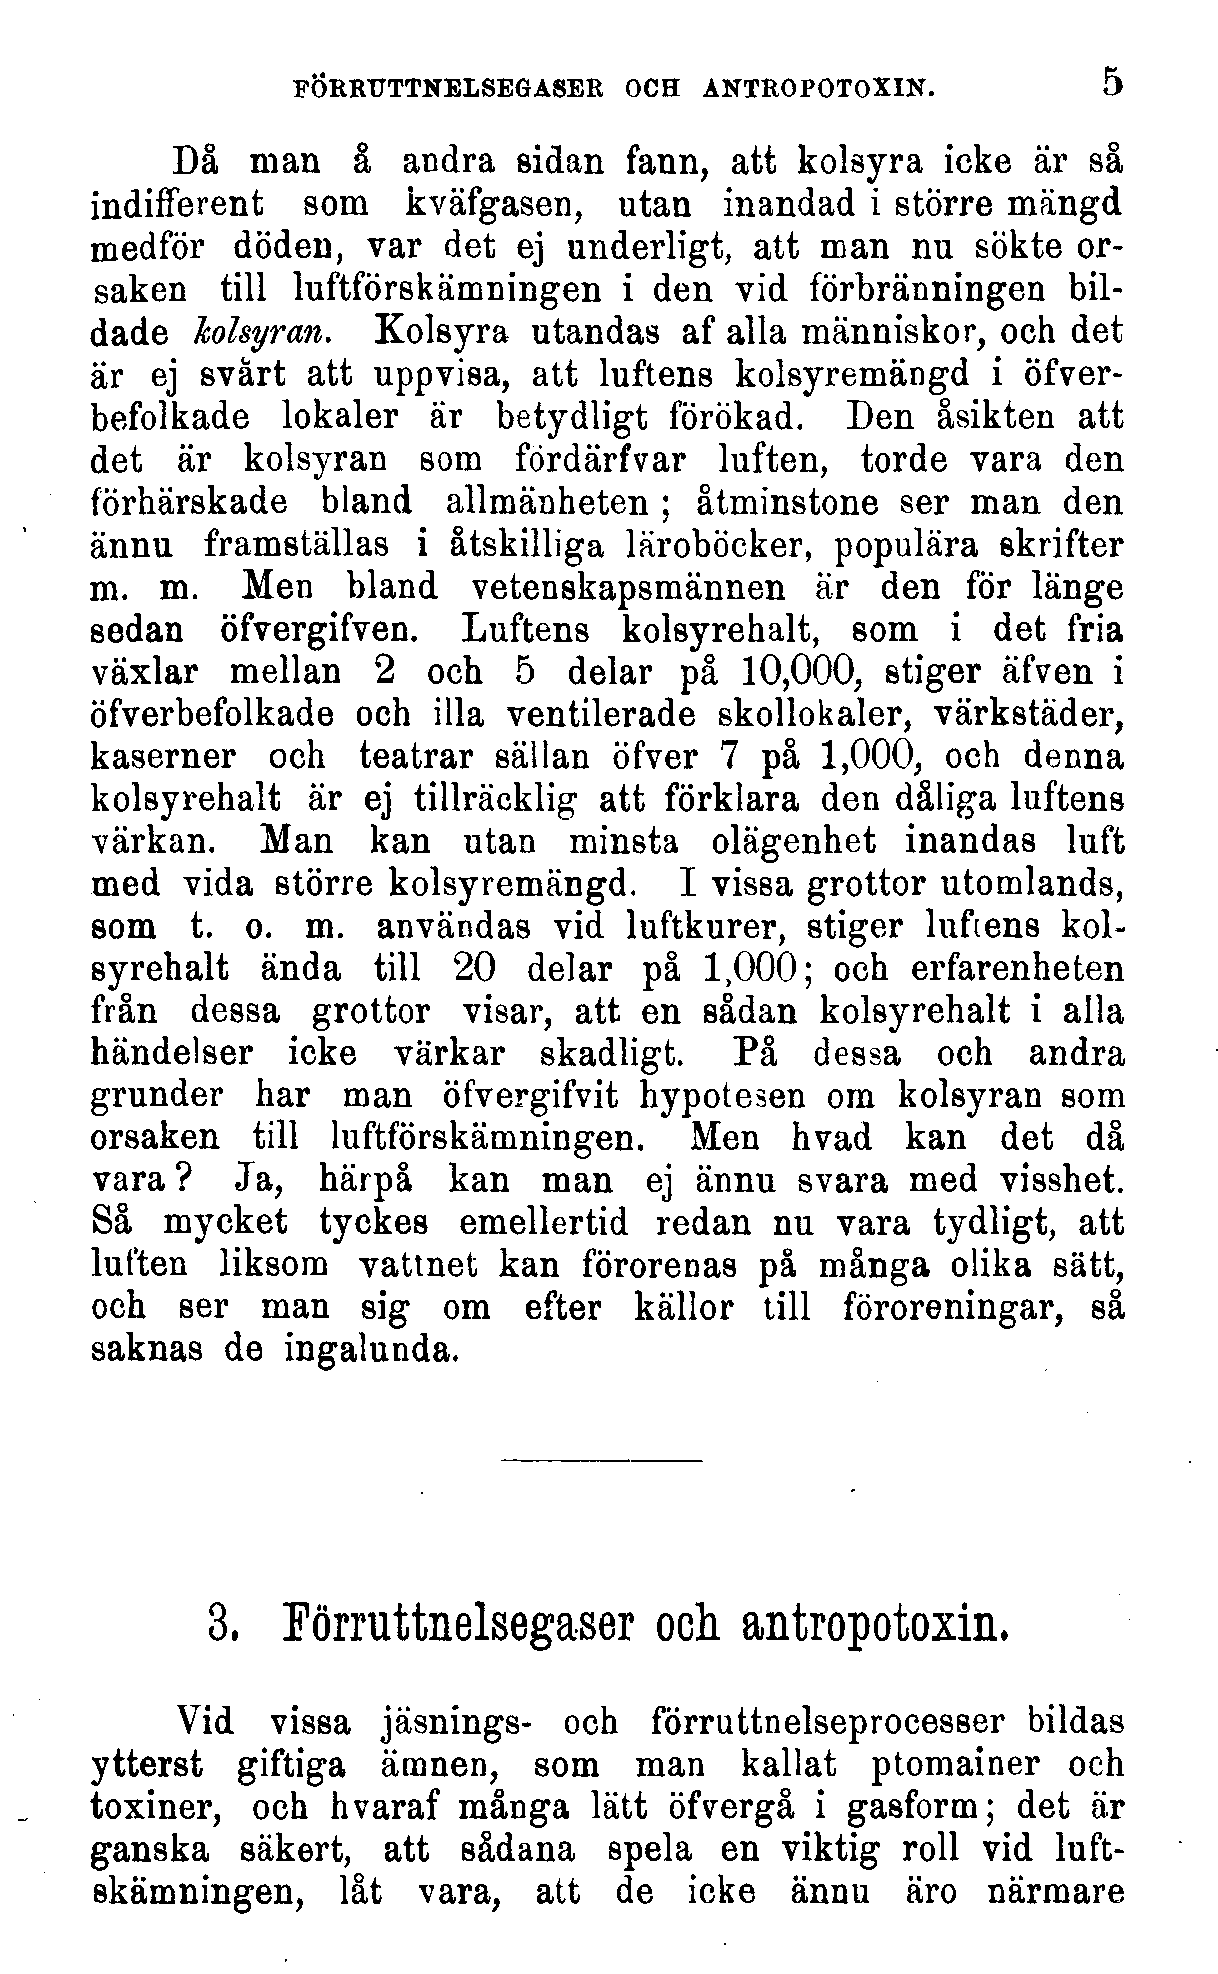 FÖRRUTTNELSEGASER OCH ANTROPOTOXIN. 5
Då man å andra sidan fann, att kolsyra icke är så
indifferent som kväfgasen, utan inandad i större mängd
medför döden, var det ej underligt, att man nu sökte or-
saken till luftförskämningen i den vid förbränningen bil-
dade kolsyran. Kolsyra utandas af alla människor, och det
är ej svårt att uppvisa, att luftens kolsyremängd i öfver-
befolkade lokaler är betydligt förökad. Den åsikten att
det är kolsyran som fördärfvar luften, torde vara den
förhärskade bland allmänheten; åtminstone ser man den
ännu framställas i åtskilliga läroböcker, populära skrifter
m. m. Men bland vetenskapsmännen är den för länge
sedan öfvergifven. Luftens kolsyrehalt, som i det fria
växlar mellan 2 och 5 delar på 10,000, stiger äfven i
öfverbefolkade och illa ventilerade skollokaler, värkstäder,
kaserner och teatrar sällan öfver 7 på 1,000, och denna
kolsyrehalt är ej tillräcklig att förklara den dåliga luftens
värkan. Man kan utan minsta olägenhet inandas luft
med vida större kolsyremängd. I vissa grottor utomlands,
som t. o. m. användas vid luftkurer, stiger luftens kol-
syrehalt ända till 20 delar på 1,000; och erfarenheten
från dessa grottor visar, att en sådan kolsyrehalt i alla
händelser icke värkar skadligt. På dessa och andra
grunder har man öfvergifvit hypotesen om kolsyran som
orsaken till luftförskämningen. Men hvad kan det då
vara? Ja, härpå kan man ej ännu svara med visshet.
Så mycket tyckes emellertid redan nu vara tydligt, att
luften liksom vattnet kan förorenas på många olika sätt,
och ser man sig om efter källor till föroreningar, så
saknas de ingalunda.
3. Förruttnelsegaser och antropotoxin.
Vid vissa jäsnings- och förruttnelseprocesser bildas
ytterst giftiga ämnen, som man kallat ptomainer och
toxiner, och hvaraf många lätt öfvergå i gasform; det är
ganska säkert, att sådana spela en viktig roll vid luft-
skämningen, låt vara, att de icke ännu äro närmare